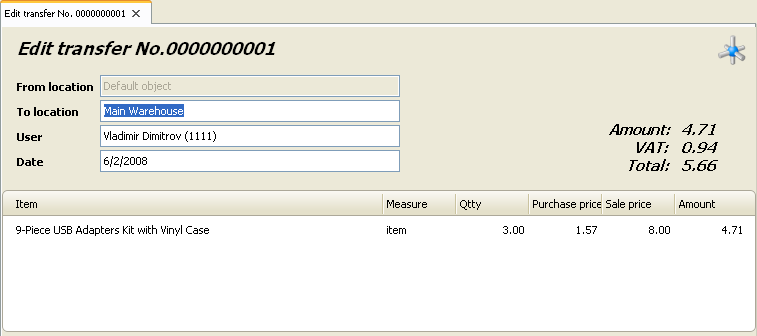 Edit transfer No. 0000000001
Edit transfer No.0000000001
From location Default object
To location Main Warehouse
User Vladimir Dimitrov (1111)
Date 6/2/2008
Amount: 4.71
VAT: 0.94
Total: 5.66
Item Measure Qtty Purchase price Sale price Amount
9-Piece USB Adapters Kit with Vinyl Case item 3.00 1.57 8.00 4.71